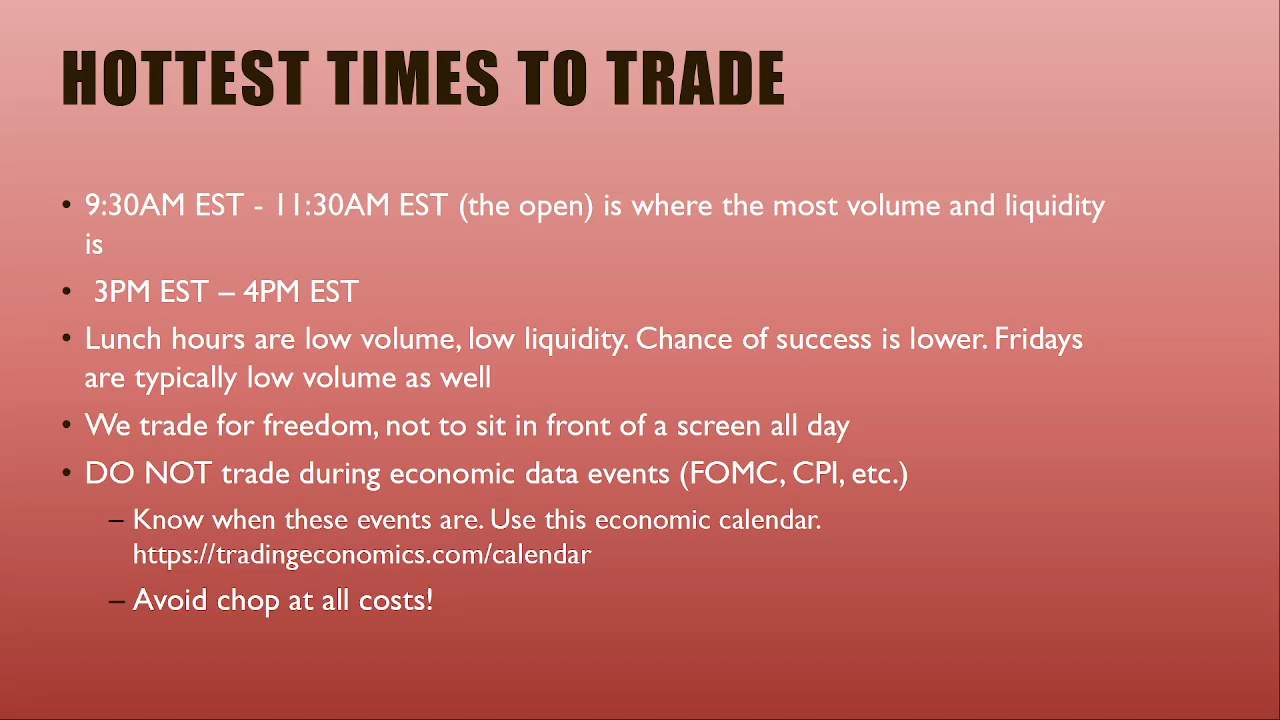 HOTTEST TIMES TO TRADE
• 9:30AM EST - 11:30AM EST (the open) is where the most volume and liquidity
is
• 3PM EST – 4PM EST
• Lunch hours are low volume, low liquidity. Chance of success is lower. Fridays
are typically low volume as well
• We trade for freedom, not to sit in front of a screen all day
• DO NOT trade during economic data events (FOMC, CPI, etc.)
– Know when these events are. Use this economic calendar.
https://tradingeconomics.com/calendar
– Avoid chop at all costs!